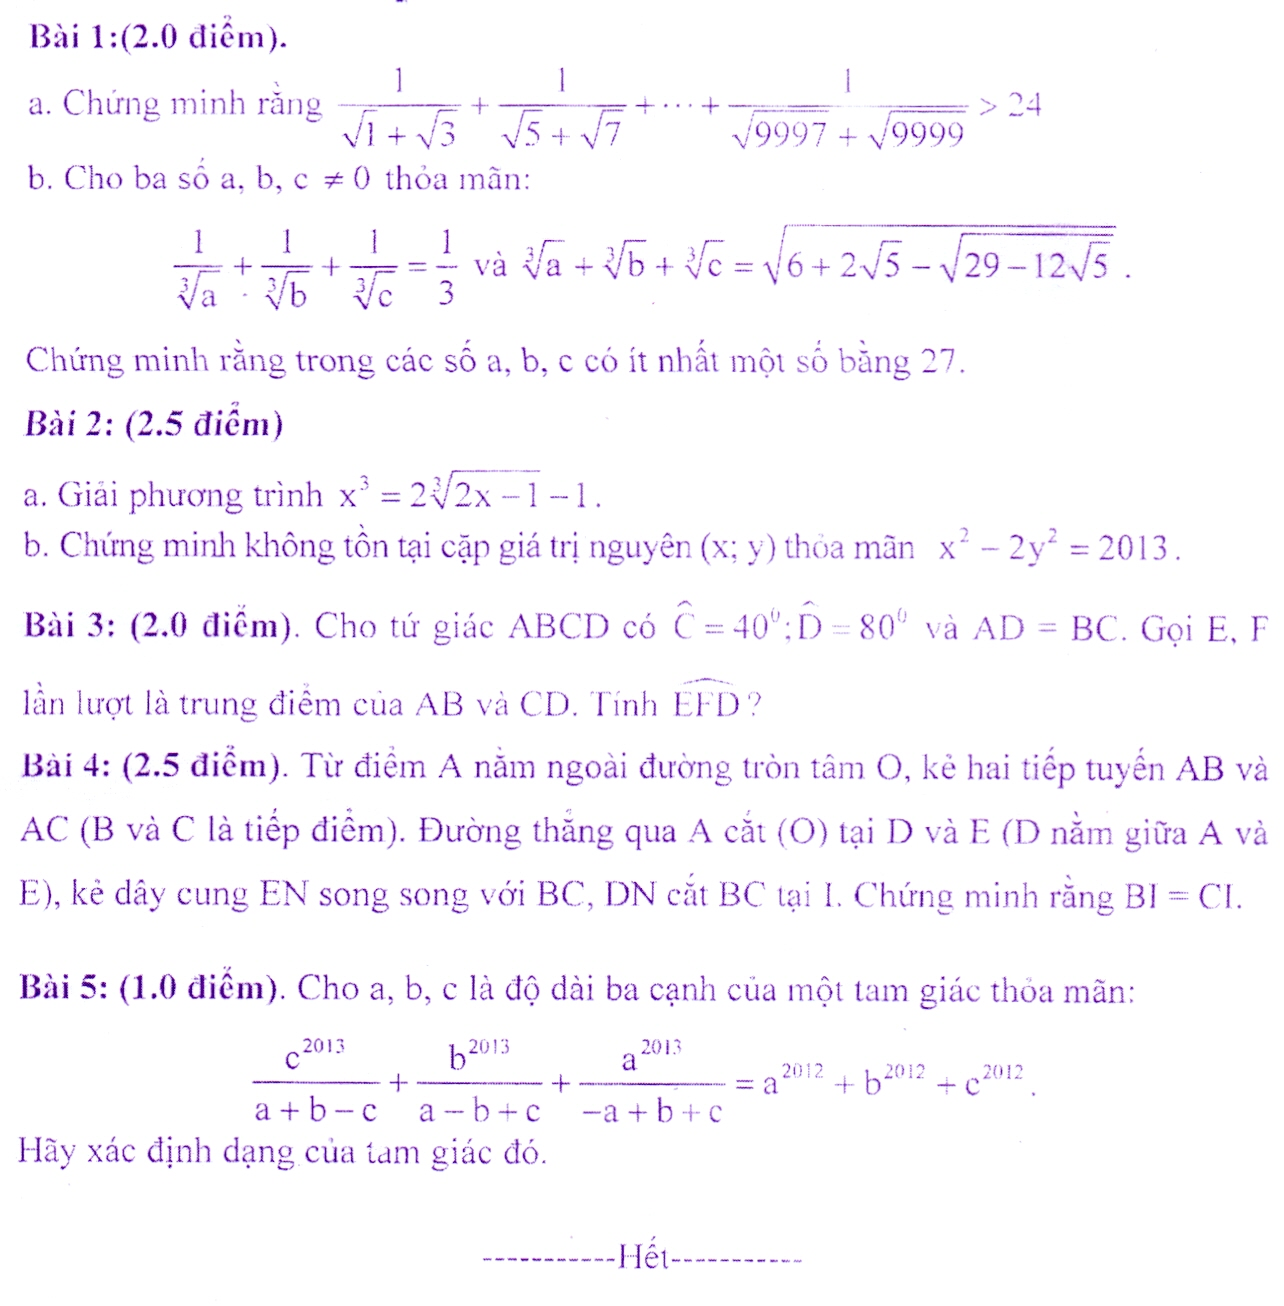 Bài 1:(2.0 điểm).
a. Chứng minh rằng 1/(√1 + √3) + 1/(√5 + √7) + ⋯ + 1/(√9997 + √9999) > 24
b. Cho ba số a, b, c ≠ 0 thỏa mãn:
1/∛a + 1/∛b + 1/∛c = 1/3 và ∛a + ∛b + ∛c = √(6 + 2√5 − √(29 − 12√5)) .
Chứng minh rằng trong các số a, b, c có ít nhất một số bằng 27.
Bài 2: (2.5 điểm)
a. Giải phương trình x³ = 2∛(2x − 1) − 1 .
b. Chứng minh không tồn tại cặp giá trị nguyên (x; y) thỏa mãn x² − 2y² = 2013 .
Bài 3: (2.0 điểm). Cho tứ giác ABCD có Ĉ = 40⁰; D̂ = 80⁰ và AD = BC. Gọi E, F
lần lượt là trung điểm của AB và CD. Tính EFD ?
Bài 4: (2.5 điểm). Từ điểm A nằm ngoài đường tròn tâm O, kẻ hai tiếp tuyến AB và
AC (B và C là tiếp điểm). Đường thẳng qua A cắt (O) tại D và E (D nằm giữa A và
E), kẻ dây cung EN song song với BC, DN cắt BC tại I. Chứng minh rằng BI = CI.
Bài 5: (1.0 điểm). Cho a, b, c là độ dài ba cạnh của một tam giác thỏa mãn:
c²⁰¹³/(a + b − c) + b²⁰¹³/(a − b + c) + a²⁰¹³/(−a + b + c) = a²⁰¹² + b²⁰¹² + c²⁰¹² .
Hãy xác định dạng của tam giác đó.
-----------Hết-----------